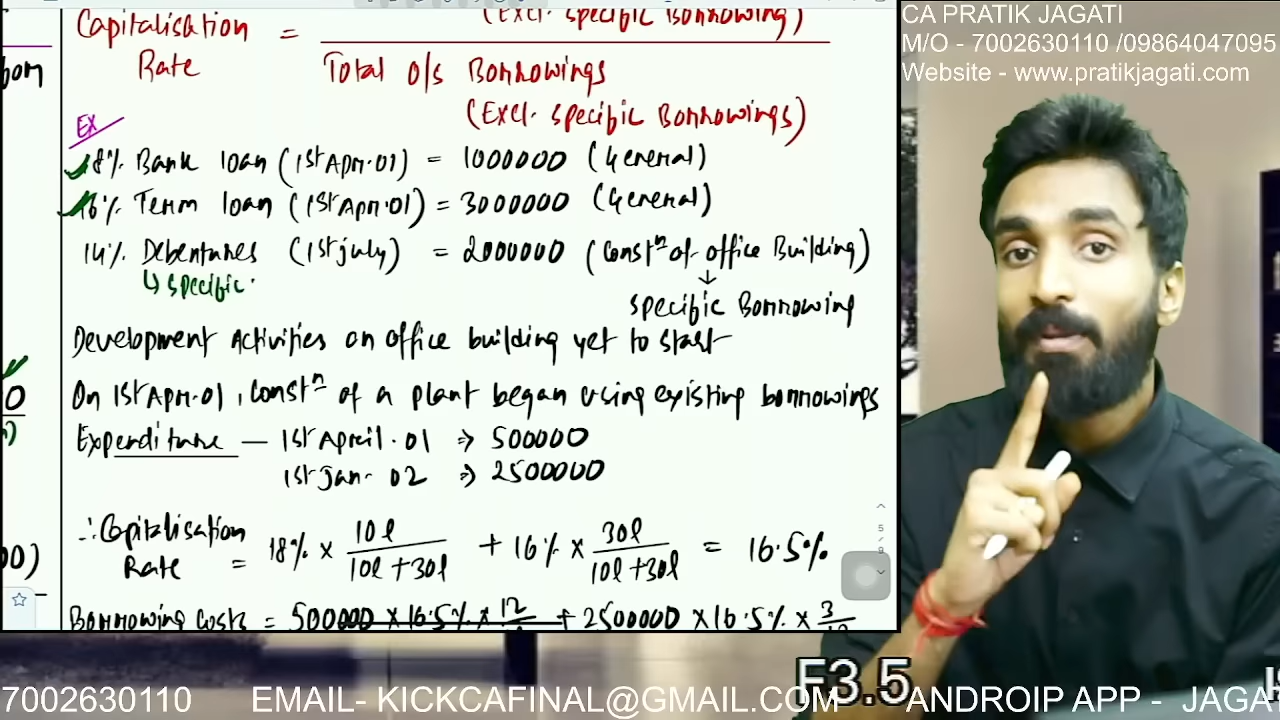 (Excl. specific Borrowing)
Capitalisation Rate =
Total O/s Borrowings
(Excl. specific Borrowings)
Ex
18% Bank loan (1st Apr.01) = 1000000 (General)
16% Term loan (1st Apr.01) = 3000000 (General)
14% Debentures (1st july) = 2000000 (Constⁿ of office Building)
↳ specific
↓
specific Borrowing
Development Activities on office building yet to start
On 1st Apr.01, Constⁿ of a plant began using existing borrowings
Expenditure — 1st April.01 ⇒ 500000
1st Jan. 02 ⇒ 2500000
∴ Capitalisation Rate = 18% × 10l/(10l+30l) + 16% × 30l/(10l+30l) = 16.5%
Borrowing costs = 500000 × 16.5% × 12/ + 2500000 × 16.5% × 3/
CA PRATIK JAGATI
M/O - 7002630110 /09864047095
Website - www.pratikjagati.com
F3.5
7002630110 EMAIL- KICKCAFINAL@GMAIL.COM ANDROIP APP - JAGA